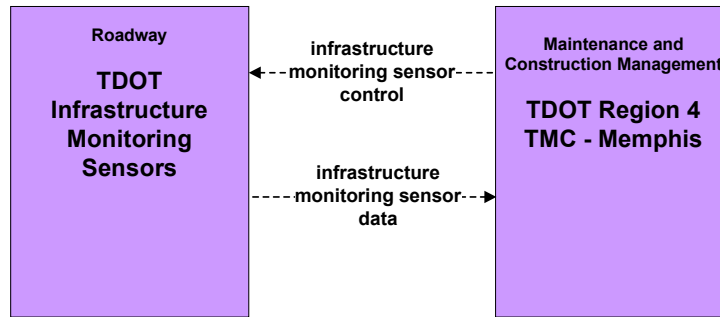 Roadway
TDOT
Infrastructure
Monitoring
Sensors
infrastructure
monitoring sensor
control
infrastructure
monitoring sensor
data
Maintenance and
Construction Management
TDOT Region 4
TMC - Memphis